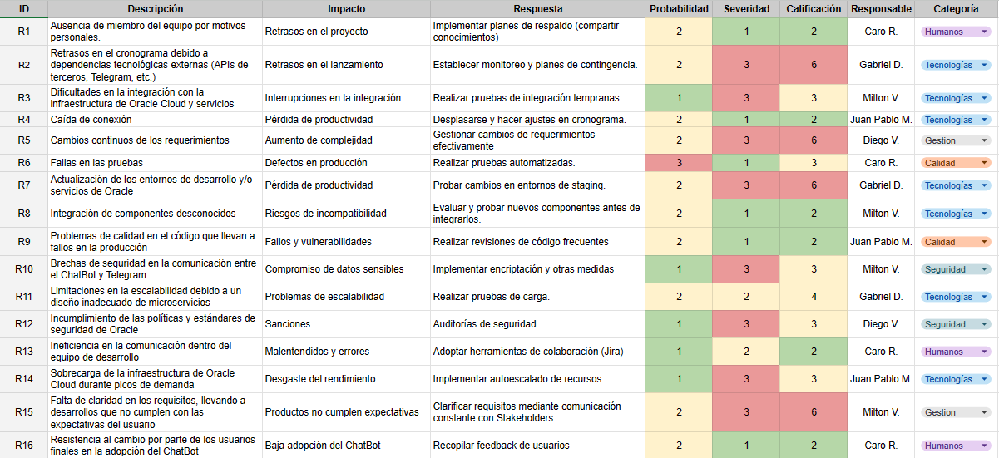 ID Descripción Impacto Respuesta Probabilidad Severidad Calificación Responsable Categoría
R1 Ausencia de miembro del equipo por motivos personales. Retrasos en el proyecto Implementar planes de respaldo (compartir conocimientos) 2 1 2 Caro R. Humanos
R2 Retrasos en el cronograma debido a dependencias tecnológicas externas (APIs de terceros, Telegram, etc.) Retrasos en el lanzamiento Establecer monitoreo y planes de contingencia. 2 3 6 Gabriel D. Tecnologías
R3 Dificultades en la integración con la infraestructura de Oracle Cloud y servicios Interrupciones en la integración Realizar pruebas de integración tempranas. 1 3 3 Milton V. Tecnologías
R4 Caída de conexión Pérdida de productividad Desplasarse y hacer ajustes en cronograma. 2 1 2 Juan Pablo M. Tecnologías
R5 Cambios continuos de los requerimientos Aumento de complejidad Gestionar cambios de requerimientos efectivamente 2 3 6 Diego V. Gestion
R6 Fallas en las pruebas Defectos en producción Realizar pruebas automatizadas. 3 1 3 Caro R. Calidad
R7 Actualización de los entornos de desarrollo y/o servicios de Oracle Pérdida de productividad Probar cambios en entornos de staging. 2 3 6 Gabriel D. Tecnologías
R8 Integración de componentes desconocidos Riesgos de incompatibilidad Evaluar y probar nuevos componentes antes de integrarlos. 2 1 2 Milton V. Tecnologías
R9 Problemas de calidad en el código que llevan a fallos en la producción Fallos y vulnerabilidades Realizar revisiones de código frecuentes 2 1 2 Juan Pablo M. Calidad
R10 Brechas de seguridad en la comunicación entre el ChatBot y Telegram Compromiso de datos sensibles Implementar encriptación y otras medidas 1 3 3 Milton V. Seguridad
R11 Limitaciones en la escalabilidad debido a un diseño inadecuado de microservicios Problemas de escalabilidad Realizar pruebas de carga. 2 2 4 Gabriel D. Tecnologías
R12 Incumplimiento de las políticas y estándares de seguridad de Oracle Sanciones Auditorías de seguridad 1 3 3 Diego V. Seguridad
R13 Ineficiencia en la comunicación dentro del equipo de desarrollo Malentendidos y errores Adoptar herramientas de colaboración (Jira) 1 2 2 Caro R. Humanos
R14 Sobrecarga de la infraestructura de Oracle Cloud durante picos de demanda Desgaste del rendimiento Implementar autoescalado de recursos 1 3 3 Juan Pablo M. Tecnologías
R15 Falta de claridad en los requisitos, llevando a desarrollos que no cumplen con las expectativas del usuario Productos no cumplen expectativas Clarificar requisitos mediante comunicación constante con Stakeholders 2 3 6 Milton V. Gestion
R16 Resistencia al cambio por parte de los usuarios finales en la adopción del ChatBot Baja adopción del ChatBot Recopilar feedback de usuarios 2 1 2 Caro R. Humanos